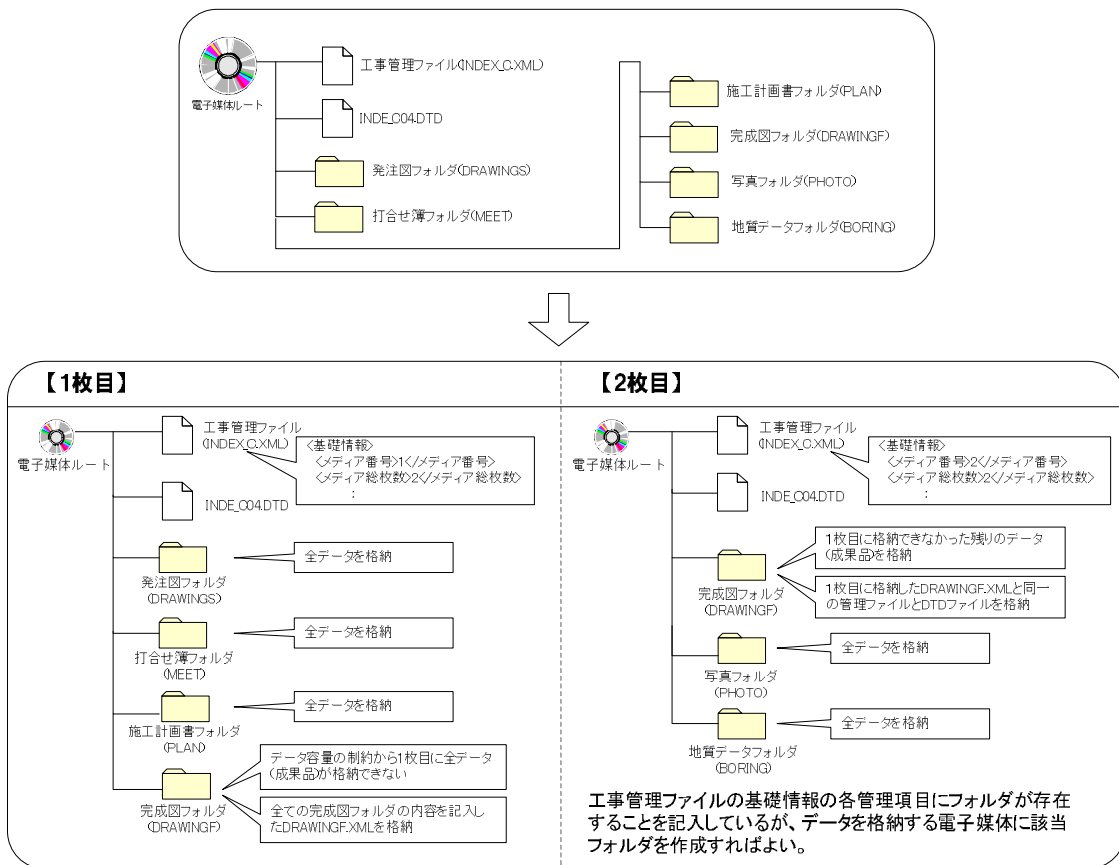 電子媒体ルート
工事管理ファイル(INDEX_C.XML)
INDE_C04.DTD
発注図フォルダ(DRAWINGS)
打合せ簿フォルダ(MEET)
施工計画書フォルダ(PLAN)
完成図フォルダ(DRAWINGF)
写真フォルダ(PHOTO)
地質データフォルダ(BORING)
【1枚目】
電子媒体ルート
工事管理ファイル
(INDEX_C.XML)
<基礎情報>
<メディア番号>1</メディア番号>
<メディア総枚数>2</メディア総枚数>
:
INDE_C04.DTD
発注図フォルダ
(DRAWINGS)
全データを格納
打合せ簿フォルダ
(MEET)
全データを格納
施工計画書フォルダ
(PLAN)
全データを格納
完成図フォルダ
(DRAWINGF)
データ容量の制約から1枚目に全データ
(成果品)が格納できない
全ての完成図フォルダの内容を記入し
たDRAWINGF.XMLを格納
【2枚目】
電子媒体ルート
工事管理ファイル
(INDEX_C.XML)
<基礎情報>
<メディア番号>2</メディア番号>
<メディア総枚数>2</メディア総枚数>
:
INDE_C04.DTD
完成図フォルダ
(DRAWINGF)
1枚目に格納できなかった残りのデータ
(成果品)を格納
1枚目に格納したDRAWINGF.XMLと同一
の管理ファイルとDTDファイルを格納
写真フォルダ
(PHOTO)
全データを格納
地質データフォルダ
(BORING)
全データを格納
工事管理ファイルの基礎情報の各管理項目にフォルダが存在
することを記入しているが、データを格納する電子媒体に該当
フォルダを作成すればよい。